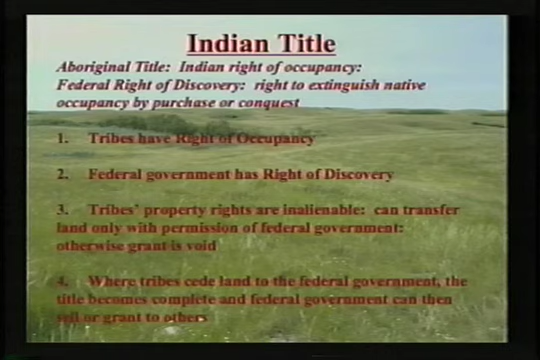 Indian Title
Aboriginal Title: Indian right of occupancy:
Federal Right of Discovery: right to extinguish native
occupancy by purchase or conquest
1. Tribes have Right of Occupancy
2. Federal government has Right of Discovery
3. Tribes' property rights are inalienable: can transfer
land only with permission of federal government:
otherwise grant is void
4. Where tribes cede land to the federal government, the
title becomes complete and federal government can then
sell or grant to others